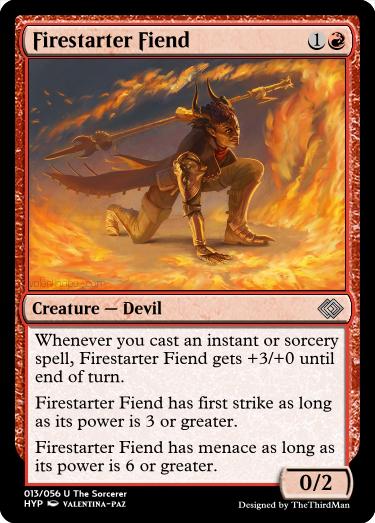 Firestarter Fiend 1
Creature — Devil
Whenever you cast an instant or sorcery
spell, Firestarter Fiend gets +3/+0 until
end of turn.
Firestarter Fiend has first strike as long
as its power is 3 or greater.
Firestarter Fiend has menace as long as
its power is 6 or greater.
0/2
013/056 U The Sorcerer
HYP VALENTINA-PAZ
Designed by TheThirdMan